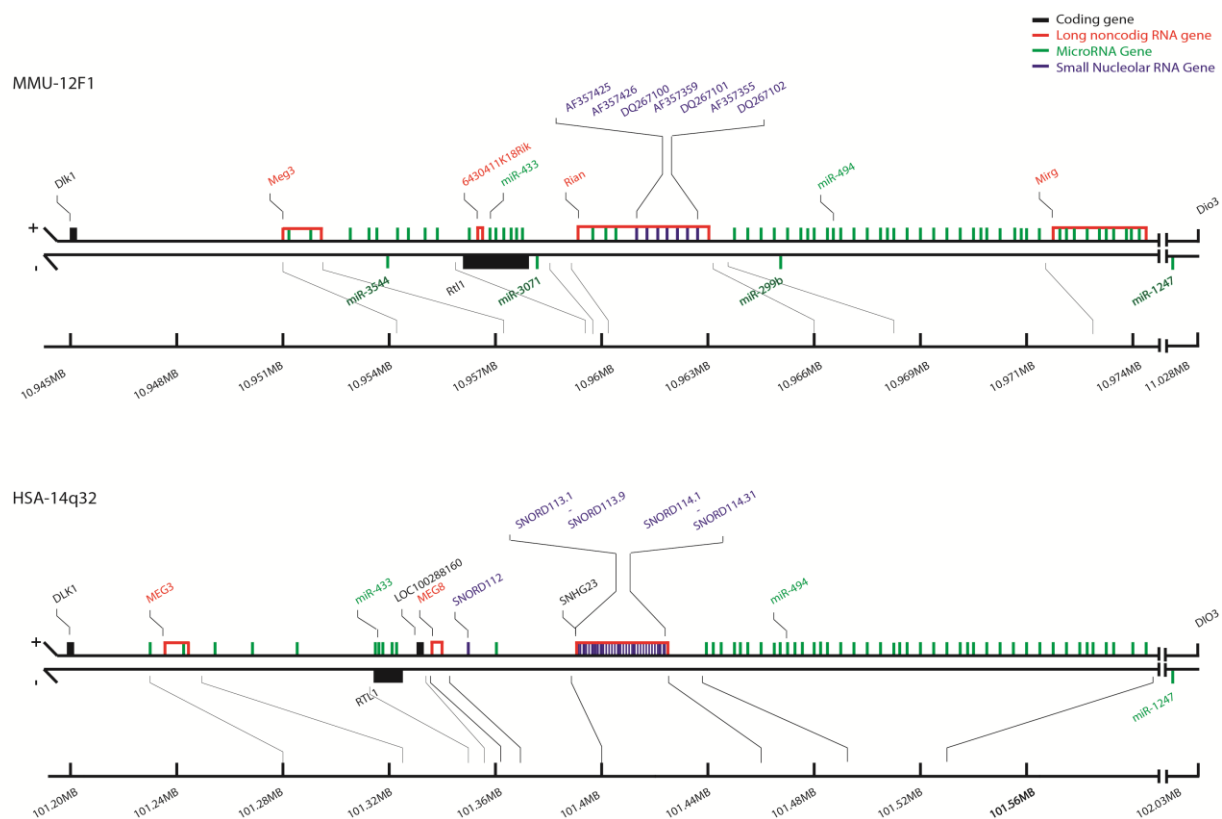 Coding gene
Long noncodig RNA gene
MicroRNA Gene
Small Nucleolar RNA Gene
MMU-12F1
AF357425
AF357426
DQ267100
AF357359
DQ267101
AF357355
DQ267102
Dlk1
Meg3
6430411K18Rik
miR-433
Rian
miR-494
Mirg
Dio3
+
-
miR-3544
Rtl1
miR-3071
miR-299b
miR-1247
10.945MB
10.948MB
10.951MB
10.954MB
10.957MB
10.96MB
10.963MB
10.966MB
10.969MB
10.971MB
10.974MB
11.028MB
HSA-14q32
SNORD113.1
-
SNORD113.9
SNORD114.1
-
SNORD114.31
DLK1
MEG3
miR-433
LOC100288160
MEG8
SNORD112
SNHG23
miR-494
DIO3
+
-
RTL1
miR-1247
101.20MB
101.24MB
101.28MB
101.32MB
101.36MB
101.4MB
101.44MB
101.48MB
101.52MB
101.56MB
102.03MB